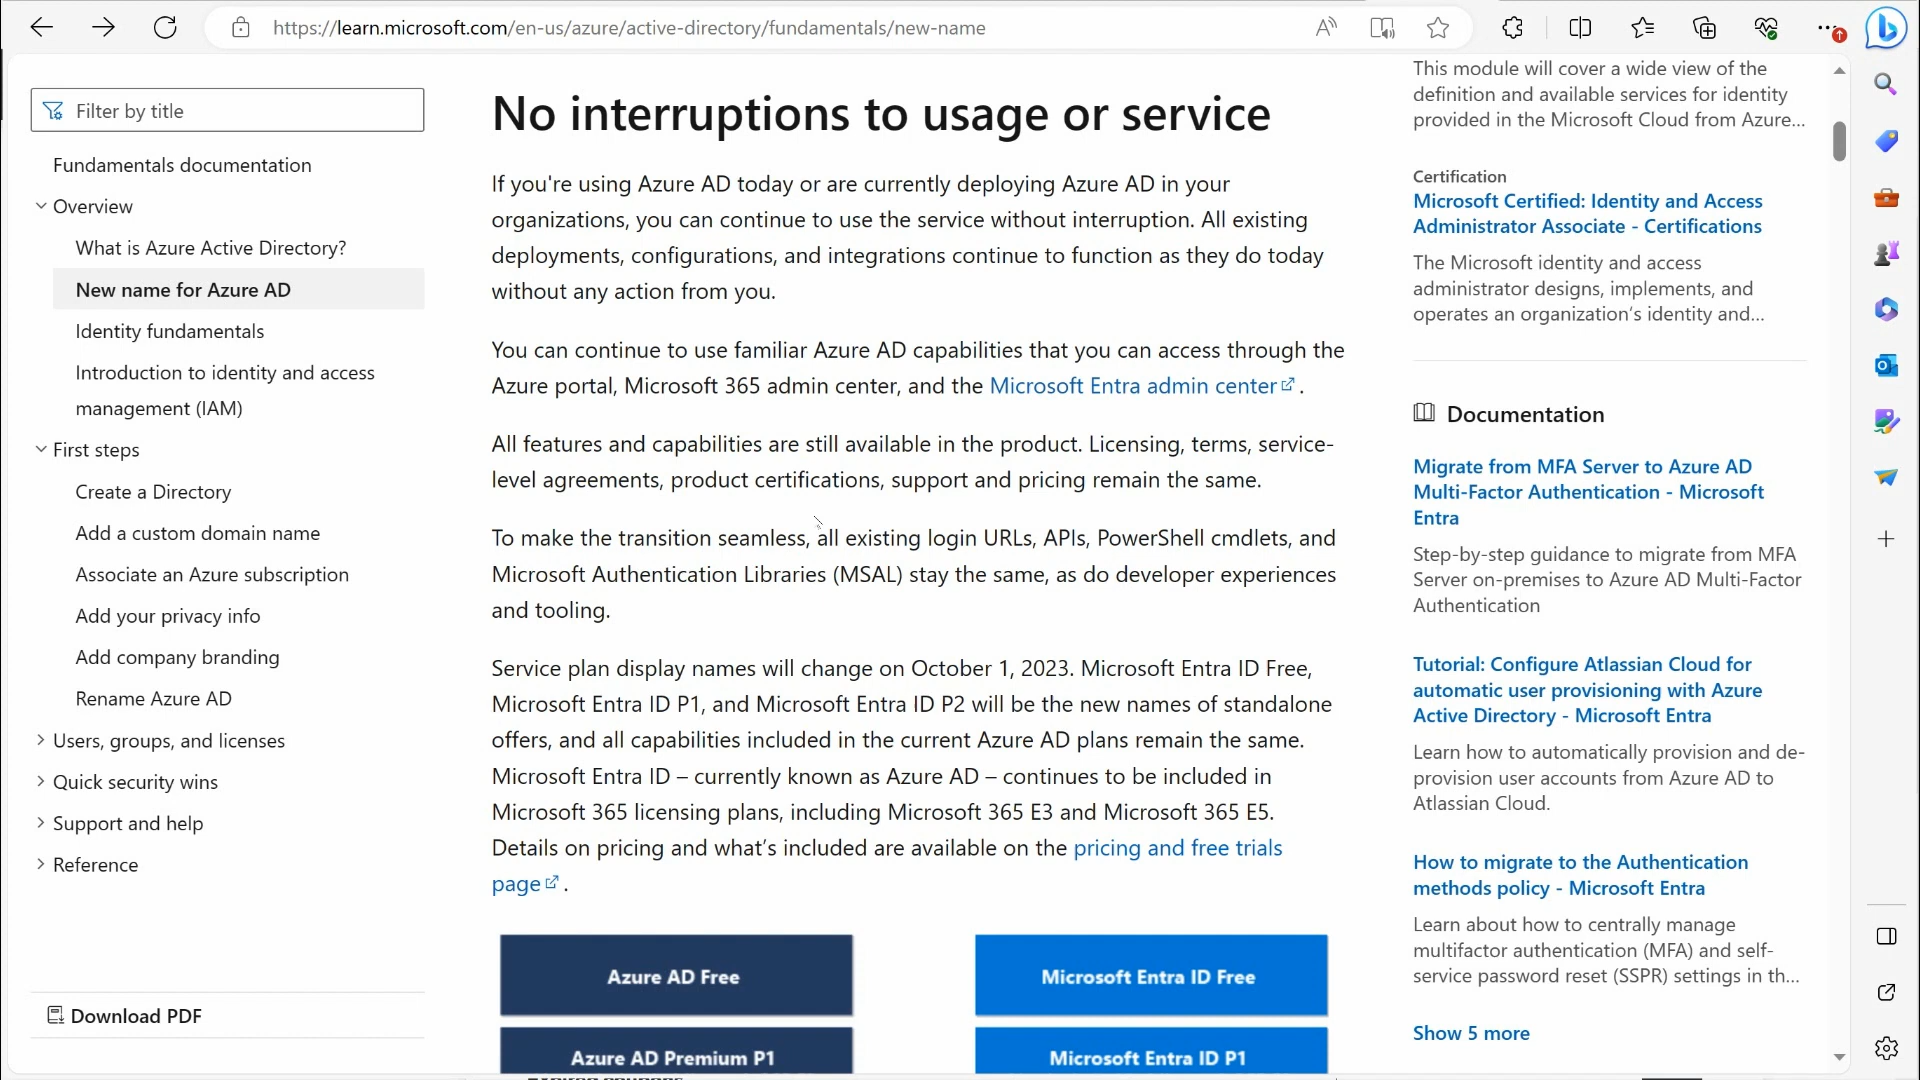 https://learn.microsoft.com/en-us/azure/active-directory/fundamentals/new-name
Filter by title
Fundamentals documentation
Overview
What is Azure Active Directory?
New name for Azure AD
Identity fundamentals
Introduction to identity and access
management (IAM)
First steps
Create a Directory
Add a custom domain name
Associate an Azure subscription
Add your privacy info
Add company branding
Rename Azure AD
Users, groups, and licenses
Quick security wins
Support and help
Reference
Download PDF
No interruptions to usage or service
If you're using Azure AD today or are currently deploying Azure AD in your
organizations, you can continue to use the service without interruption. All existing
deployments, configurations, and integrations continue to function as they do today
without any action from you.
You can continue to use familiar Azure AD capabilities that you can access through the
Azure portal, Microsoft 365 admin center, and the Microsoft Entra admin center.
All features and capabilities are still available in the product. Licensing, terms, service-
level agreements, product certifications, support and pricing remain the same.
To make the transition seamless, all existing login URLs, APIs, PowerShell cmdlets, and
Microsoft Authentication Libraries (MSAL) stay the same, as do developer experiences
and tooling.
Service plan display names will change on October 1, 2023. Microsoft Entra ID Free,
Microsoft Entra ID P1, and Microsoft Entra ID P2 will be the new names of standalone
offers, and all capabilities included in the current Azure AD plans remain the same.
Microsoft Entra ID – currently known as Azure AD – continues to be included in
Microsoft 365 licensing plans, including Microsoft 365 E3 and Microsoft 365 E5.
Details on pricing and what's included are available on the pricing and free trials
page.
Azure AD Free
Microsoft Entra ID Free
Azure AD Premium P1
Microsoft Entra ID P1
This module will cover a wide view of the
definition and available services for identity
provided in the Microsoft Cloud from Azure...
Certification
Microsoft Certified: Identity and Access
Administrator Associate - Certifications
The Microsoft identity and access
administrator designs, implements, and
operates an organization's identity and...
Documentation
Migrate from MFA Server to Azure AD
Multi-Factor Authentication - Microsoft
Entra
Step-by-step guidance to migrate from MFA
Server on-premises to Azure AD Multi-Factor
Authentication
Tutorial: Configure Atlassian Cloud for
automatic user provisioning with Azure
Active Directory - Microsoft Entra
Learn how to automatically provision and de-
provision user accounts from Azure AD to
Atlassian Cloud.
How to migrate to the Authentication
methods policy - Microsoft Entra
Learn about how to centrally manage
multifactor authentication (MFA) and self-
service password reset (SSPR) settings in th...
Show 5 more